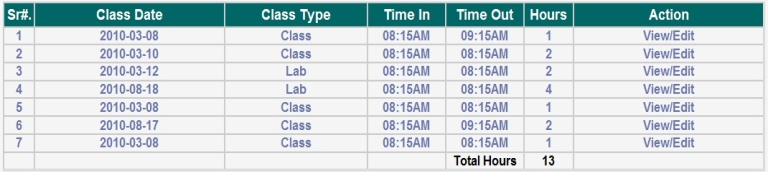 Sr#. Class Date Class Type Time In Time Out Hours Action
1 2010-03-08 Class 08:15AM 09:15AM 1 View/Edit
2 2010-03-10 Class 08:15AM 08:15AM 2 View/Edit
3 2010-03-12 Lab 08:15AM 08:15AM 2 View/Edit
4 2010-08-18 Lab 08:15AM 08:15AM 4 View/Edit
5 2010-03-08 Class 08:15AM 08:15AM 1 View/Edit
6 2010-08-17 Class 08:15AM 09:15AM 2 View/Edit
7 2010-03-08 Class 08:15AM 08:15AM 1 View/Edit
Total Hours 13